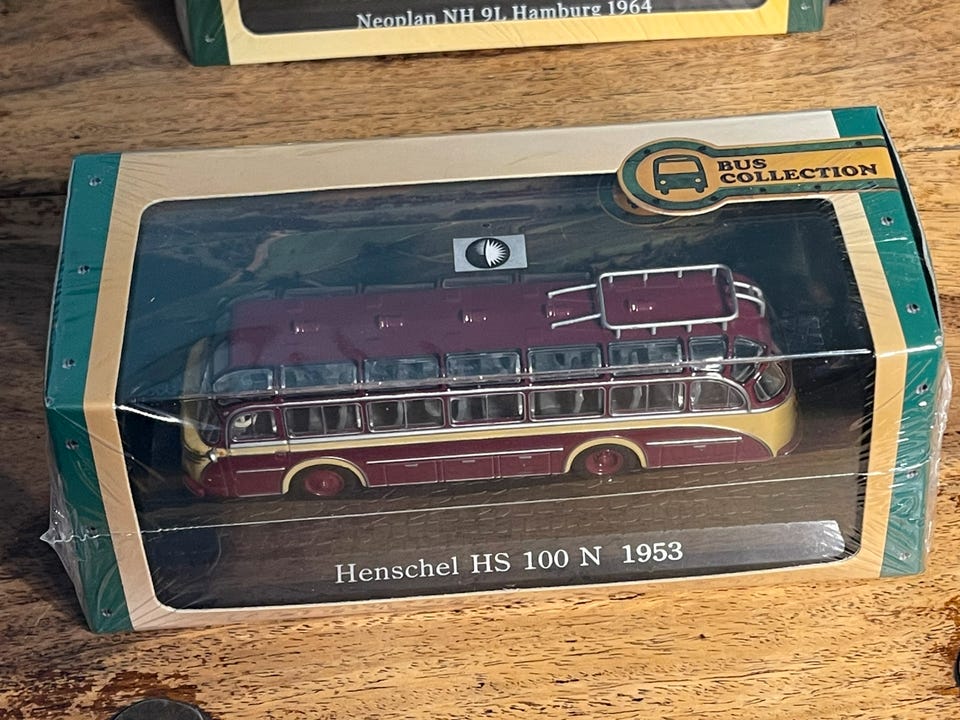 Neoplan NH 9L Hamburg 1964
BUS
COLLECTION
Henschel HS 100 N 1953